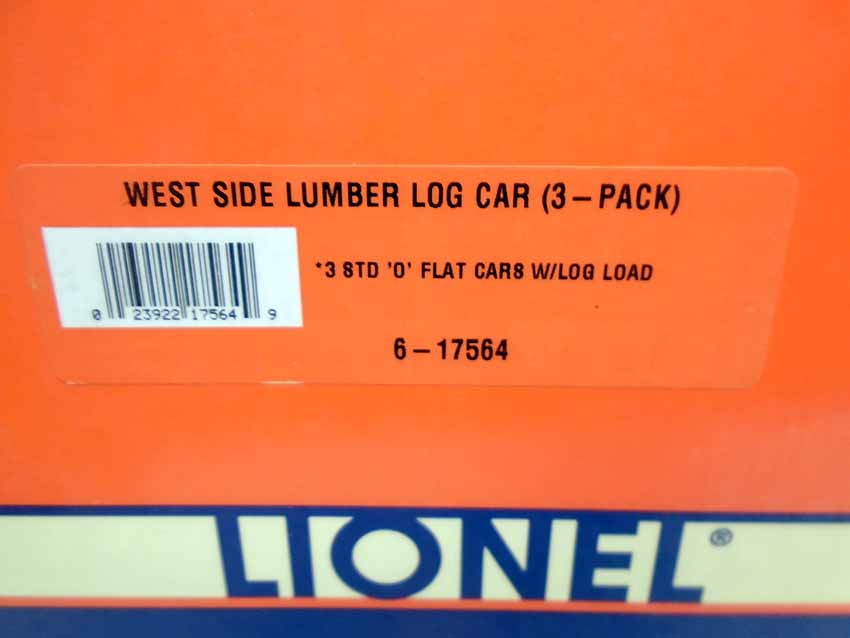 WEST SIDE LUMBER LOG CAR (3-PACK)
*3 STD 'O' FLAT CARS W/LOG LOAD
0 23922 17564 9
6-17564
LIONEL®